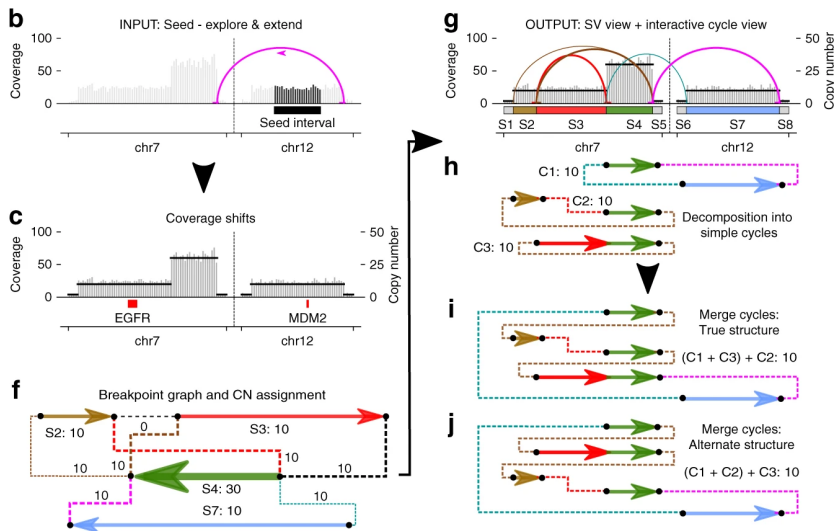 b
INPUT: Seed - explore & extend
100
50
0
Coverage
Seed interval
chr7
chr12
c
Coverage shifts
100
50
0
Coverage
50
25
0
Copy number
EGFR
MDM2
chr7
chr12
f
Breakpoint graph and CN assignment
S2: 10
0
S3: 10
10
10
10
10
10
S4: 30
10
S7: 10
10
g
OUTPUT: SV view + interactive cycle view
100
50
0
Coverage
50
25
0
Copy number
S1 S2 S3 S4 S5 S6 S7 S8
chr7
chr12
h
C1: 10
C2: 10
C3: 10
Decomposition into
simple cycles
i
Merge cycles:
True structure
(C1 + C3) + C2: 10
j
Merge cycles:
Alternate structure
(C1 + C2) + C3: 10